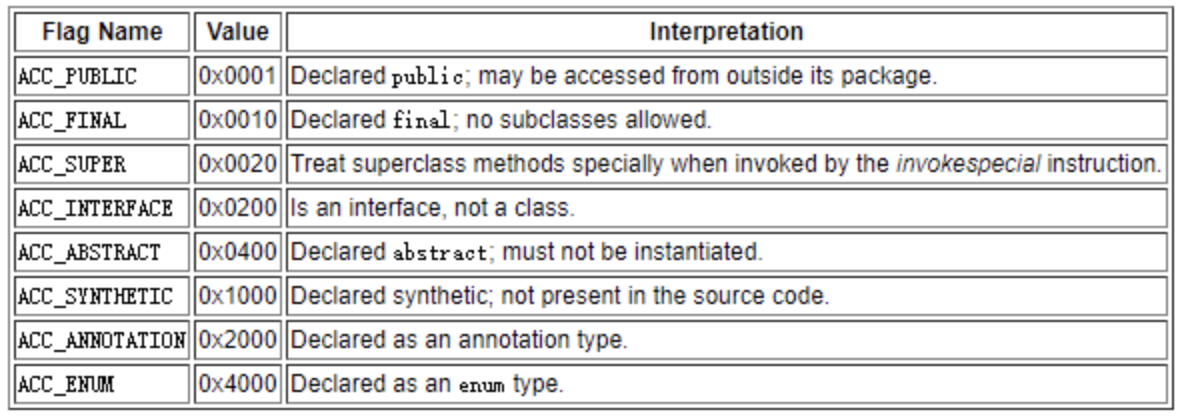 Flag Name Value Interpretation
ACC_PUBLIC 0x0001 Declared public; may be accessed from outside its package.
ACC_FINAL 0x0010 Declared final; no subclasses allowed.
ACC_SUPER 0x0020 Treat superclass methods specially when invoked by the invokespecial instruction.
ACC_INTERFACE 0x0200 Is an interface, not a class.
ACC_ABSTRACT 0x0400 Declared abstract; must not be instantiated.
ACC_SYNTHETIC 0x1000 Declared synthetic; not present in the source code.
ACC_ANNOTATION 0x2000 Declared as an annotation type.
ACC_ENUM 0x4000 Declared as an enum type.